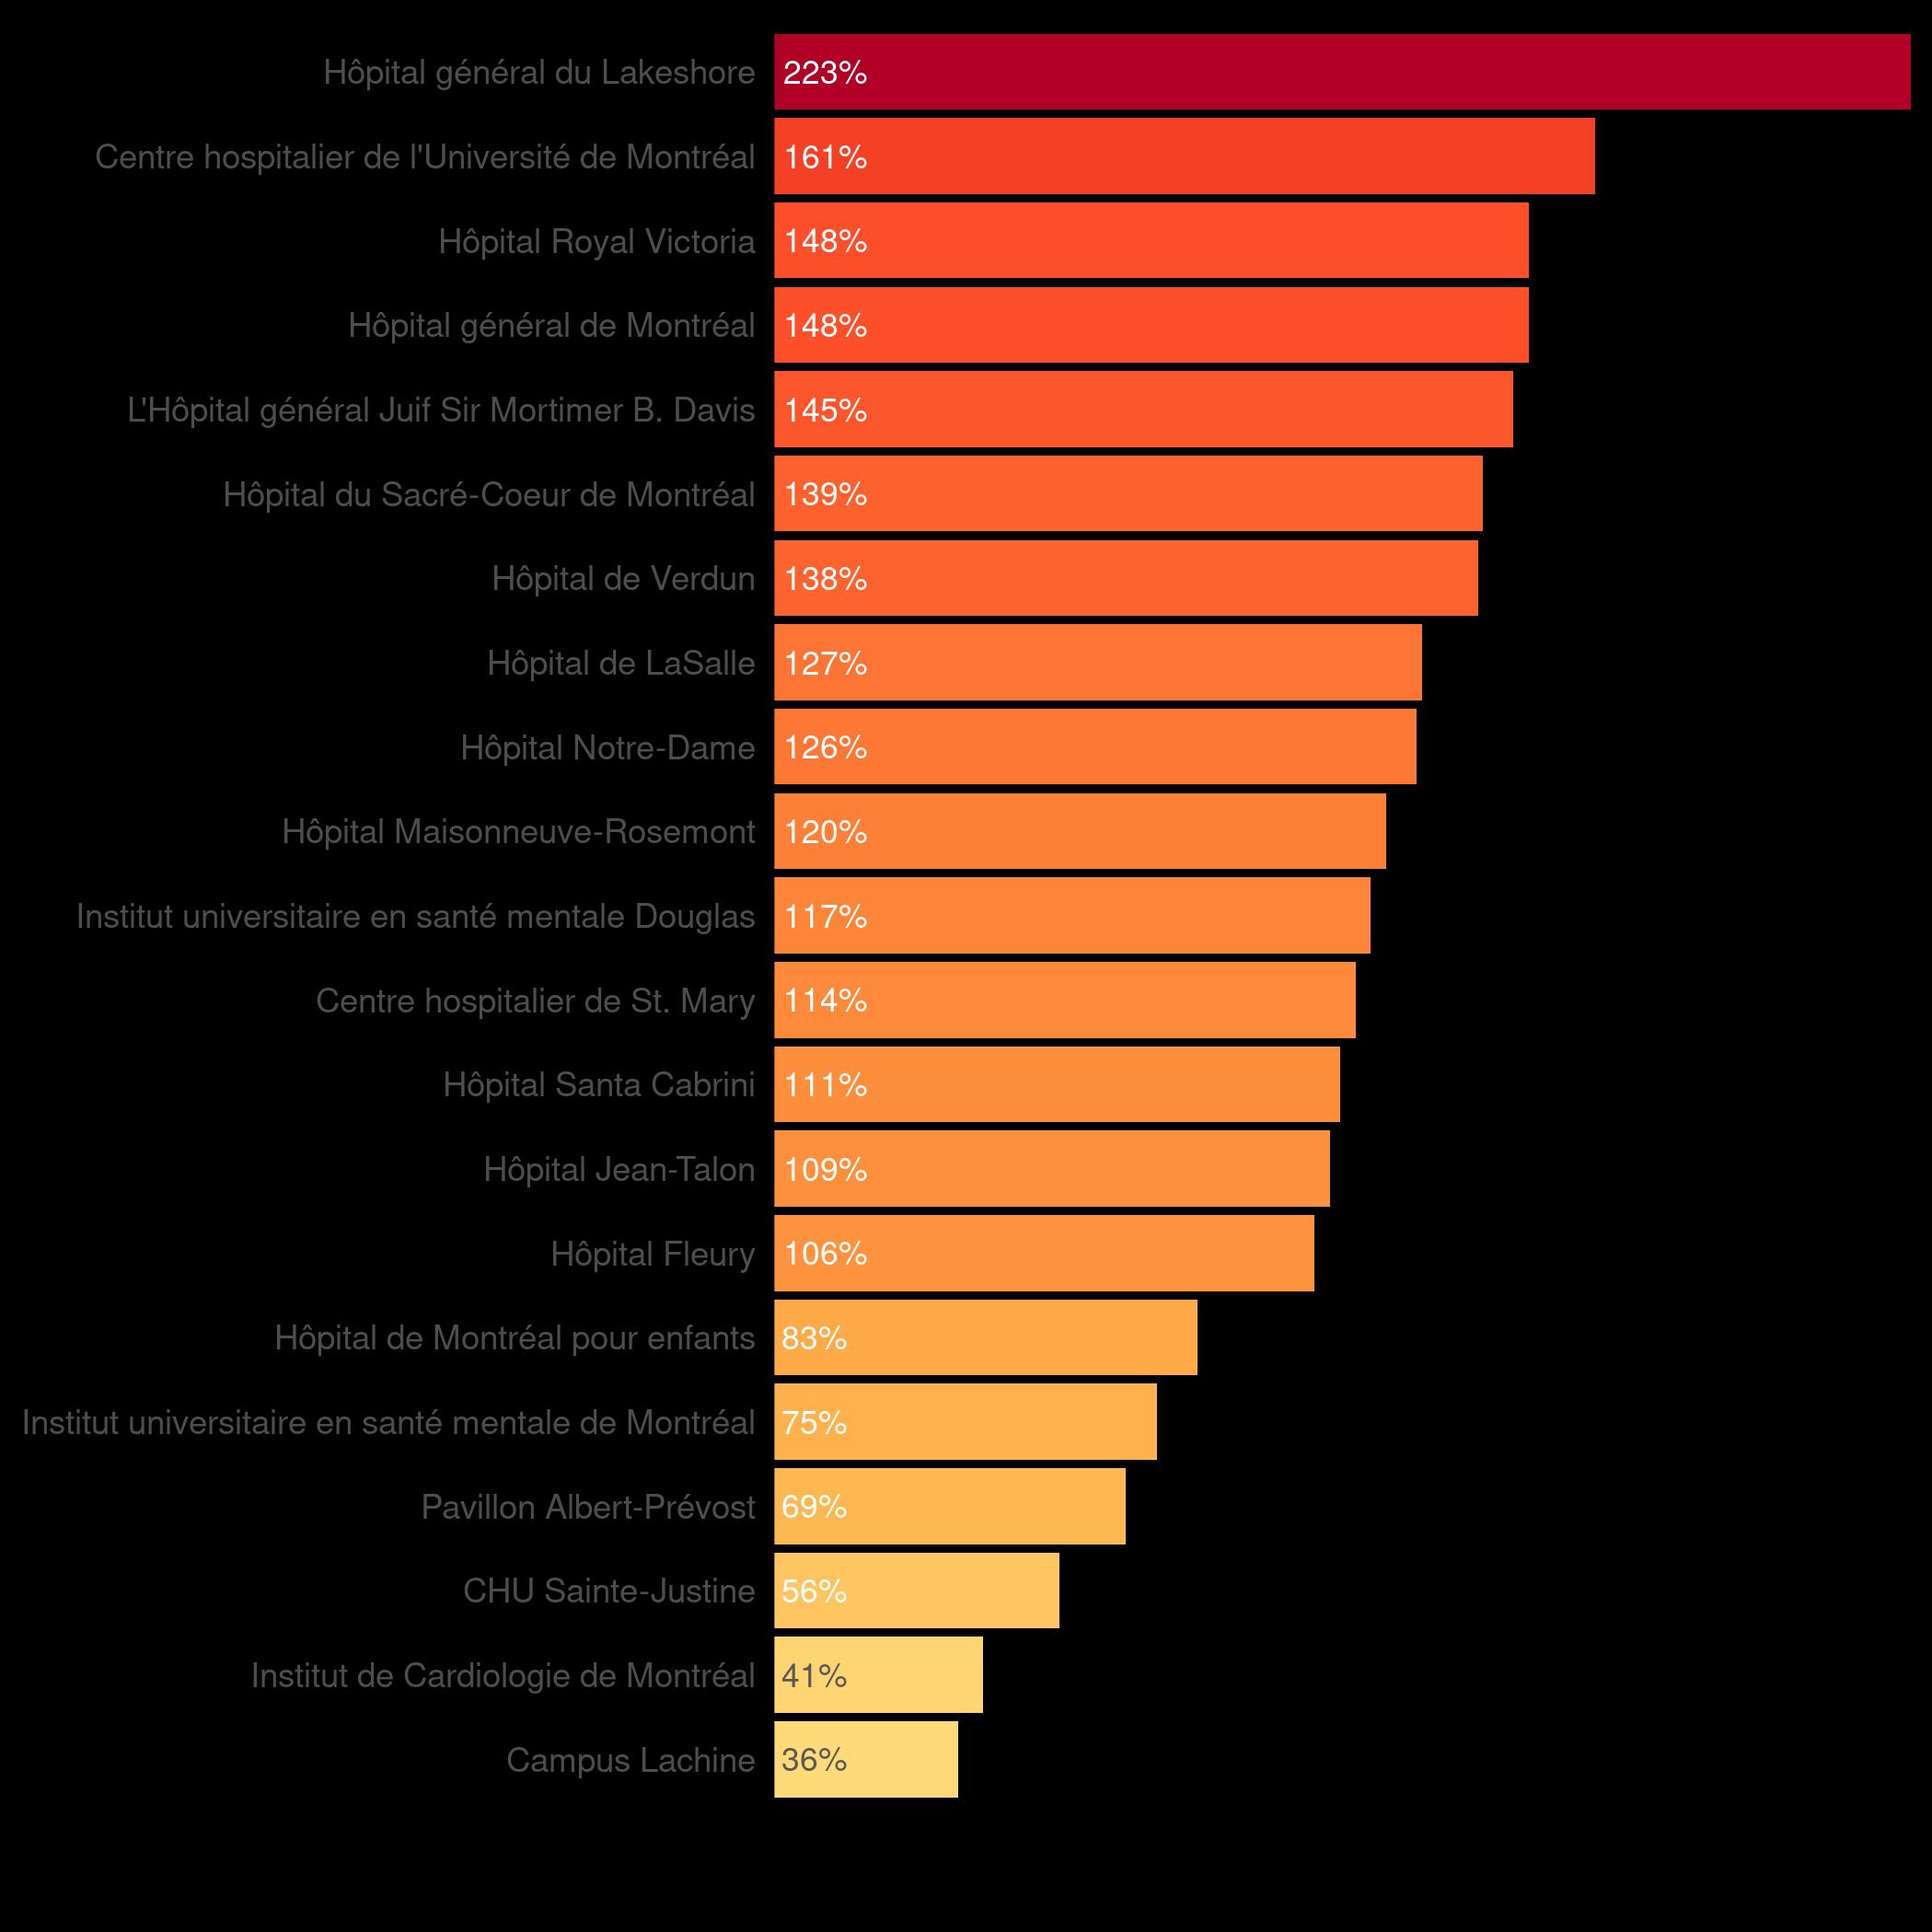 Hôpital général du Lakeshore 223%
Centre hospitalier de l'Université de Montréal 161%
Hôpital Royal Victoria 148%
Hôpital général de Montréal 148%
L'Hôpital général Juif Sir Mortimer B. Davis 145%
Hôpital du Sacré-Coeur de Montréal 139%
Hôpital de Verdun 138%
Hôpital de LaSalle 127%
Hôpital Notre-Dame 126%
Hôpital Maisonneuve-Rosemont 120%
Institut universitaire en santé mentale Douglas 117%
Centre hospitalier de St. Mary 114%
Hôpital Santa Cabrini 111%
Hôpital Jean-Talon 109%
Hôpital Fleury 106%
Hôpital de Montréal pour enfants 83%
Institut universitaire en santé mentale de Montréal 75%
Pavillon Albert-Prévost 69%
CHU Sainte-Justine 56%
Institut de Cardiologie de Montréal 41%
Campus Lachine 36%